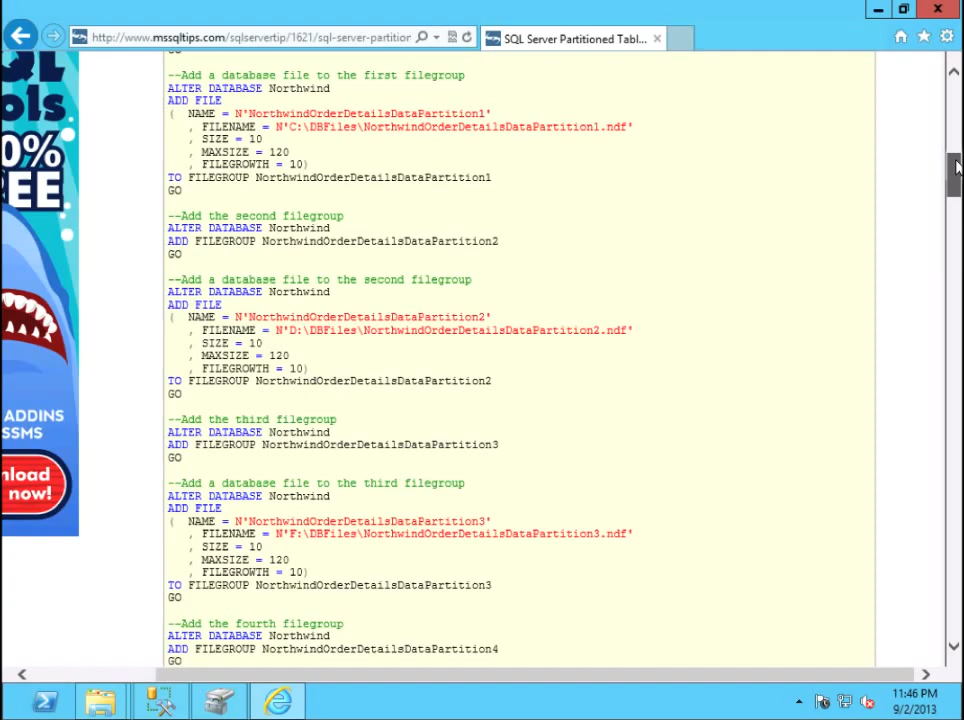 http://www.mssqltips.com/sqlservertip/1621/sql-server-partition
SQL Server Partitioned Tabl...
GO
--Add a database file to the first filegroup
ALTER DATABASE Northwind
ADD FILE
( NAME = N'NorthwindOrderDetailsDataPartition1'
, FILENAME = N'C:\DBFiles\NorthwindOrderDetailsDataPartition1.ndf'
, SIZE = 10
, MAXSIZE = 120
, FILEGROWTH = 10)
TO FILEGROUP NorthwindOrderDetailsDataPartition1
GO
--Add the second filegroup
ALTER DATABASE Northwind
ADD FILEGROUP NorthwindOrderDetailsDataPartition2
GO
--Add a database file to the second filegroup
ALTER DATABASE Northwind
ADD FILE
( NAME = N'NorthwindOrderDetailsDataPartition2'
, FILENAME = N'D:\DBFiles\NorthwindOrderDetailsDataPartition2.ndf'
, SIZE = 10
, MAXSIZE = 120
, FILEGROWTH = 10)
TO FILEGROUP NorthwindOrderDetailsDataPartition2
GO
--Add the third filegroup
ALTER DATABASE Northwind
ADD FILEGROUP NorthwindOrderDetailsDataPartition3
GO
--Add a database file to the third filegroup
ALTER DATABASE Northwind
ADD FILE
( NAME = N'NorthwindOrderDetailsDataPartition3'
, FILENAME = N'F:\DBFiles\NorthwindOrderDetailsDataPartition3.ndf'
, SIZE = 10
, MAXSIZE = 120
, FILEGROWTH = 10)
TO FILEGROUP NorthwindOrderDetailsDataPartition3
GO
--Add the fourth filegroup
ALTER DATABASE Northwind
ADD FILEGROUP NorthwindOrderDetailsDataPartition4
GO
QL
ols
0%
EE
ADDINS
SSMS
nload
now!
11:46 PM
9/2/2013